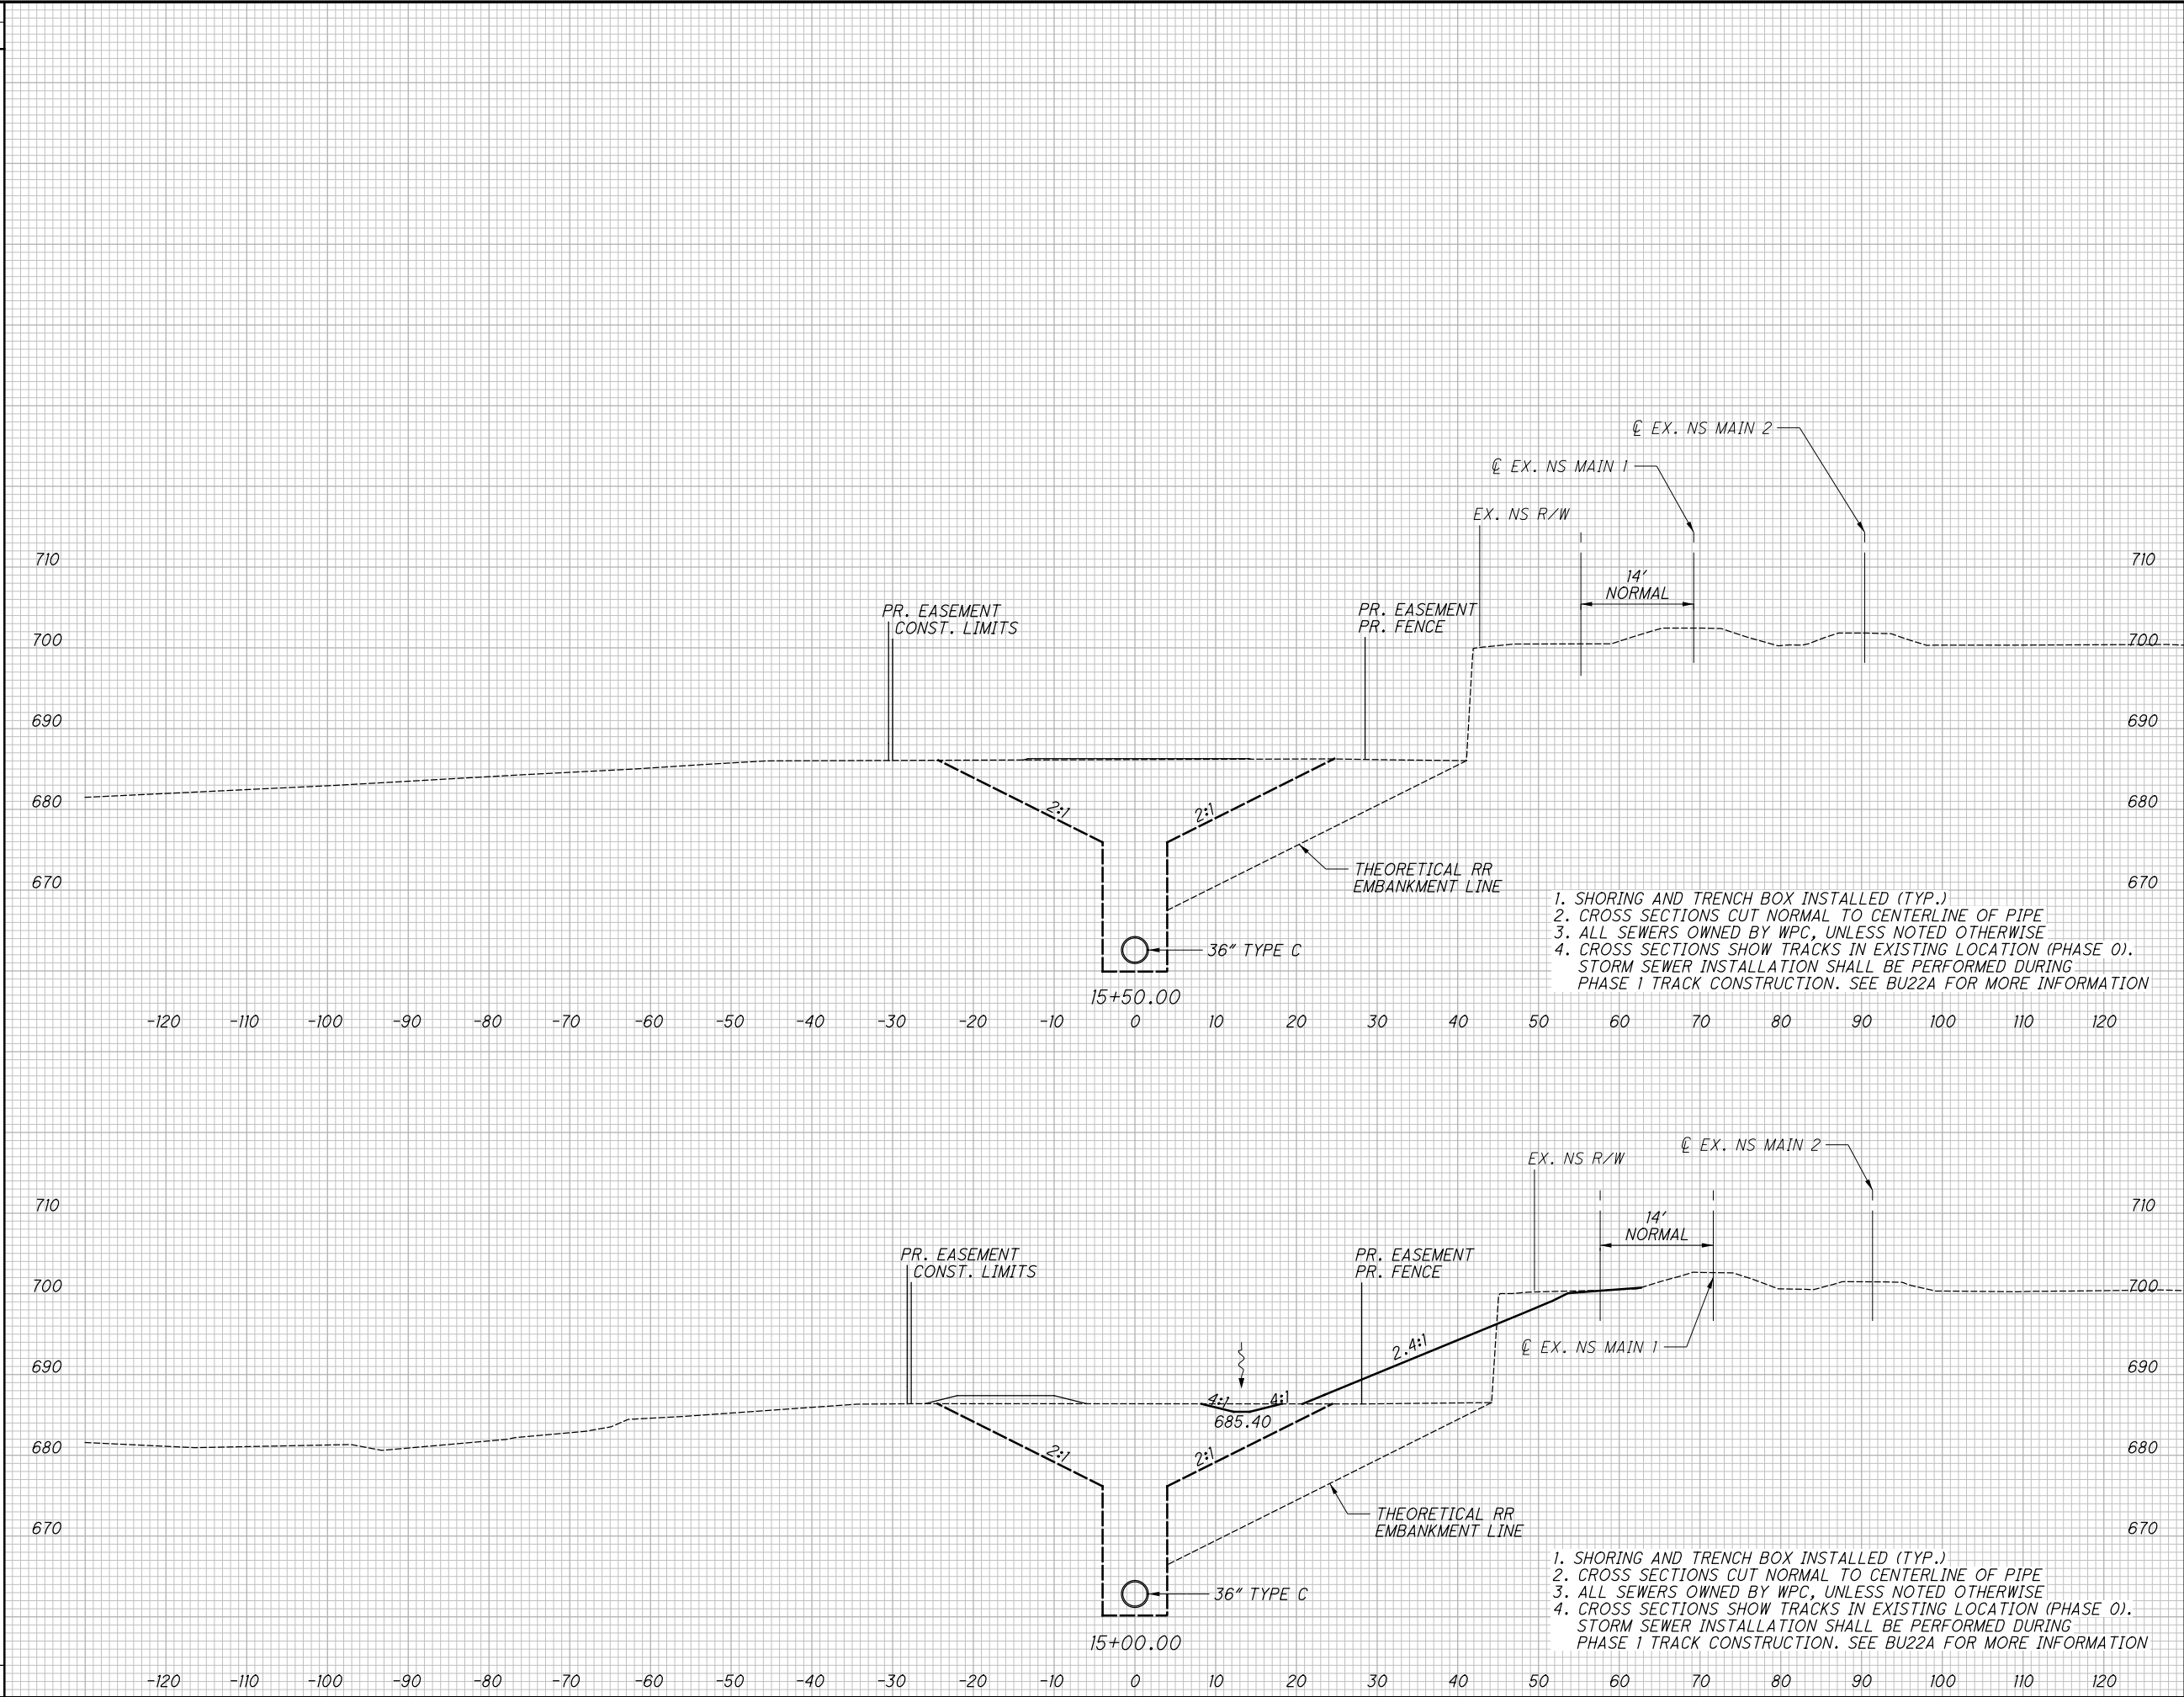 ℄ EX. NS MAIN 2
℄ EX. NS MAIN 1
EX. NS R/W
710
710
14'
NORMAL
PR. EASEMENT
CONST. LIMITS
PR. EASEMENT
PR. FENCE
700
700
690
690
680
680
2:1
2:1
THEORETICAL RR
EMBANKMENT LINE
670
670
1. SHORING AND TRENCH BOX INSTALLED (TYP.)
2. CROSS SECTIONS CUT NORMAL TO CENTERLINE OF PIPE
3. ALL SEWERS OWNED BY WPC, UNLESS NOTED OTHERWISE
4. CROSS SECTIONS SHOW TRACKS IN EXISTING LOCATION (PHASE 0).
STORM SEWER INSTALLATION SHALL BE PERFORMED DURING
PHASE 1 TRACK CONSTRUCTION. SEE BU22A FOR MORE INFORMATION
36" TYPE C
15+50.00
-120 -110 -100 -90 -80 -70 -60 -50 -40 -30 -20 -10 0 10 20 30 40 50 60 70 80 90 100 110 120
℄ EX. NS MAIN 2
EX. NS R/W
710
710
14'
NORMAL
PR. EASEMENT
CONST. LIMITS
PR. EASEMENT
PR. FENCE
700
700
℄ EX. NS MAIN 1
2.4:1
690
690
4:1
4:1
685.40
680
680
2:1
2:1
THEORETICAL RR
EMBANKMENT LINE
670
670
1. SHORING AND TRENCH BOX INSTALLED (TYP.)
2. CROSS SECTIONS CUT NORMAL TO CENTERLINE OF PIPE
3. ALL SEWERS OWNED BY WPC, UNLESS NOTED OTHERWISE
4. CROSS SECTIONS SHOW TRACKS IN EXISTING LOCATION (PHASE 0).
STORM SEWER INSTALLATION SHALL BE PERFORMED DURING
PHASE 1 TRACK CONSTRUCTION. SEE BU22A FOR MORE INFORMATION
36" TYPE C
15+00.00
-120 -110 -100 -90 -80 -70 -60 -50 -40 -30 -20 -10 0 10 20 30 40 50 60 70 80 90 100 110 120